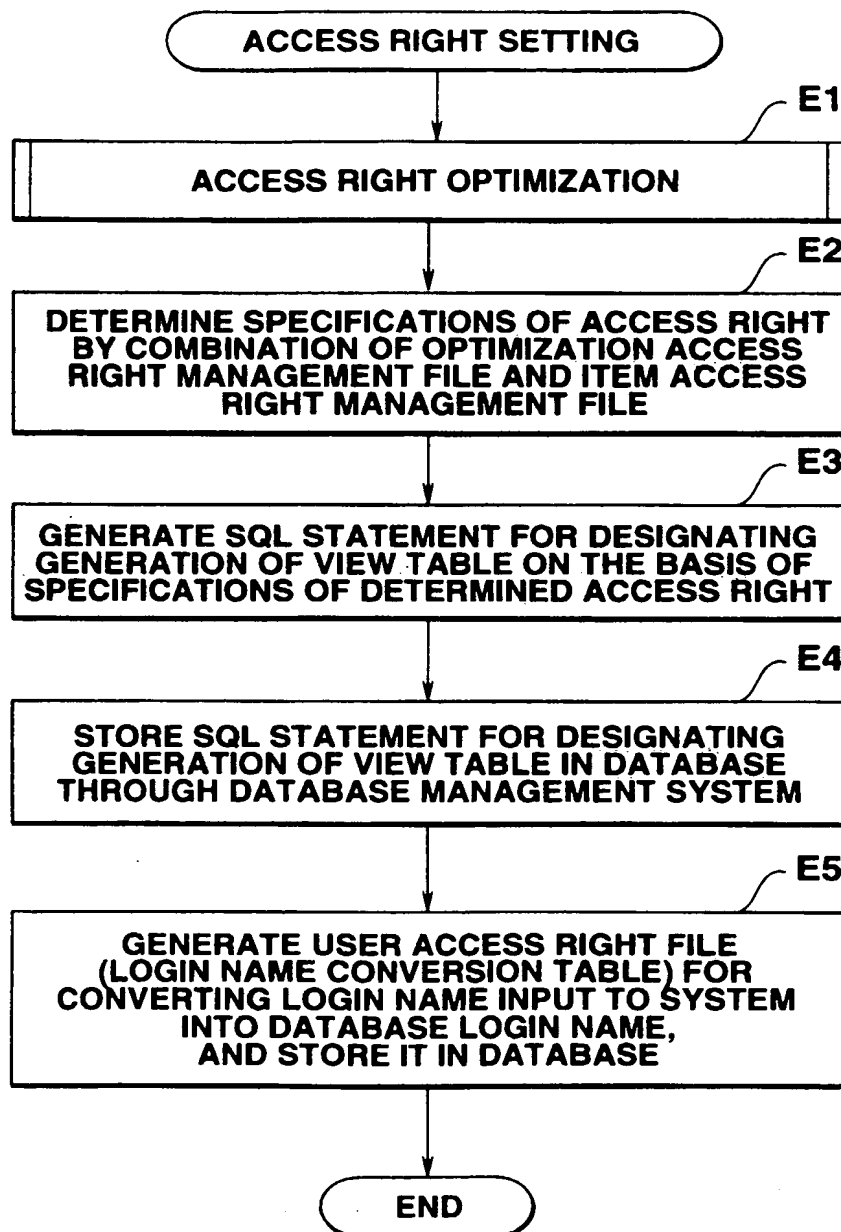 ACCESS RIGHT SETTING
E1
ACCESS RIGHT OPTIMIZATION
E2
DETERMINE SPECIFICATIONS OF ACCESS RIGHT
BY COMBINATION OF OPTIMIZATION ACCESS
RIGHT MANAGEMENT FILE AND ITEM ACCESS
RIGHT MANAGEMENT FILE
E3
GENERATE SQL STATEMENT FOR DESIGNATING
GENERATION OF VIEW TABLE ON THE BASIS OF
SPECIFICATIONS OF DETERMINED ACCESS RIGHT
E4
STORE SQL STATEMENT FOR DESIGNATING
GENERATION OF VIEW TABLE IN DATABASE
THROUGH DATABASE MANAGEMENT SYSTEM
E5
GENERATE USER ACCESS RIGHT FILE
(LOGIN NAME CONVERSION TABLE) FOR
CONVERTING LOGIN NAME INPUT TO SYSTEM
INTO DATABASE LOGIN NAME,
AND STORE IT IN DATABASE
END